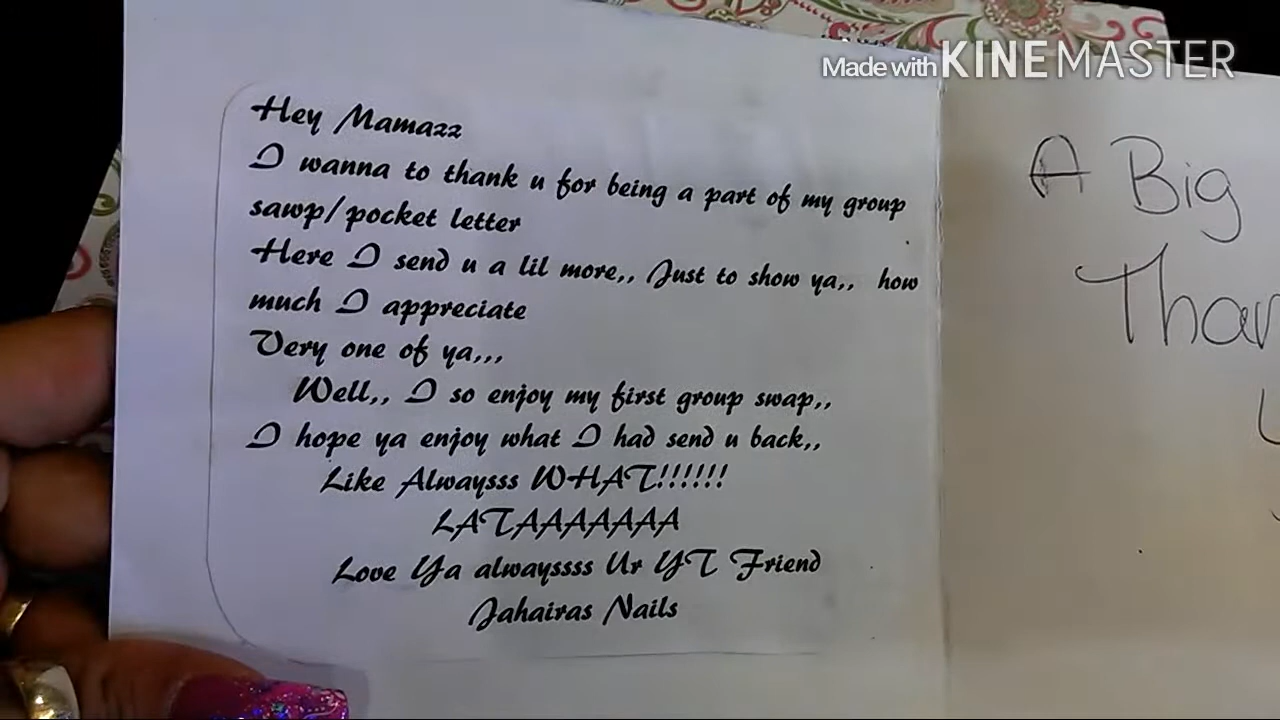 Made with KINEMASTER
Hey Mamazz
I wanna to thank u for being a part of my group
sawp/pocket letter
Here I send u a lil more,, Just to show ya,, how
much I appreciate
Very one of ya,,,
Well,, I so enjoy my first group swap,,
I hope ya enjoy what I had send u back,,
Like Alwaysss WHAT!!!!!!
LATAAAAAAA
Love Ya alwayssss Ur YT Friend
Jahairas Nails
A Big